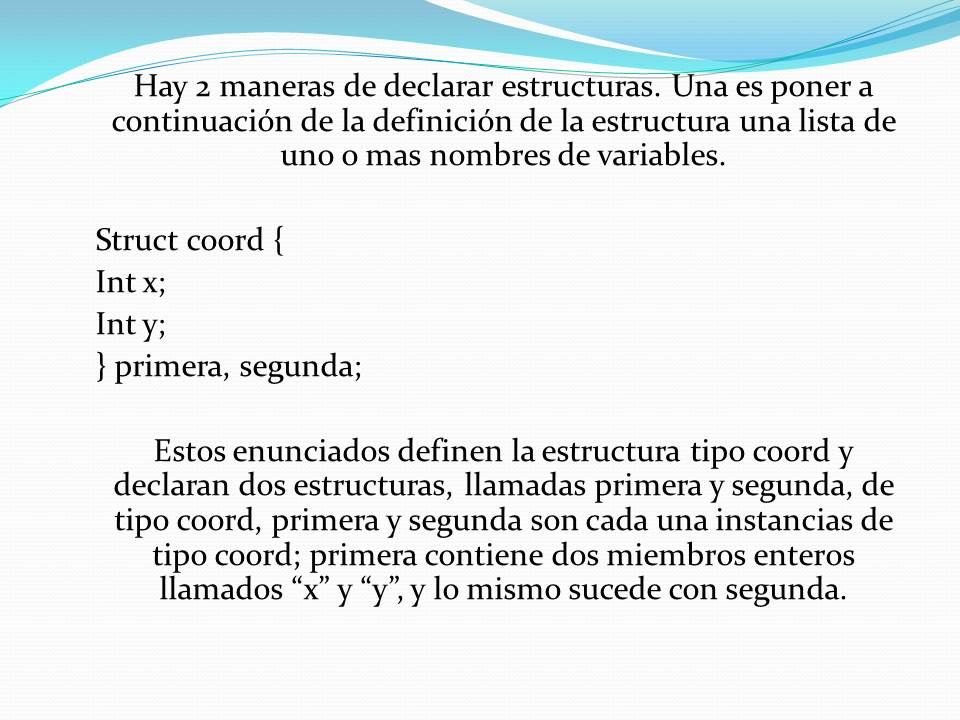 Hay 2 maneras de declarar estructuras. Una es poner a
continuación de la definición de la estructura una lista de
uno o mas nombres de variables.
Struct coord {
Int x;
Int y;
} primera, segunda;
Estos enunciados definen la estructura tipo coord y
declaran dos estructuras, llamadas primera y segunda, de
tipo coord, primera y segunda son cada una instancias de
tipo coord; primera contiene dos miembros enteros
llamados “x” y “y”, y lo mismo sucede con segunda.